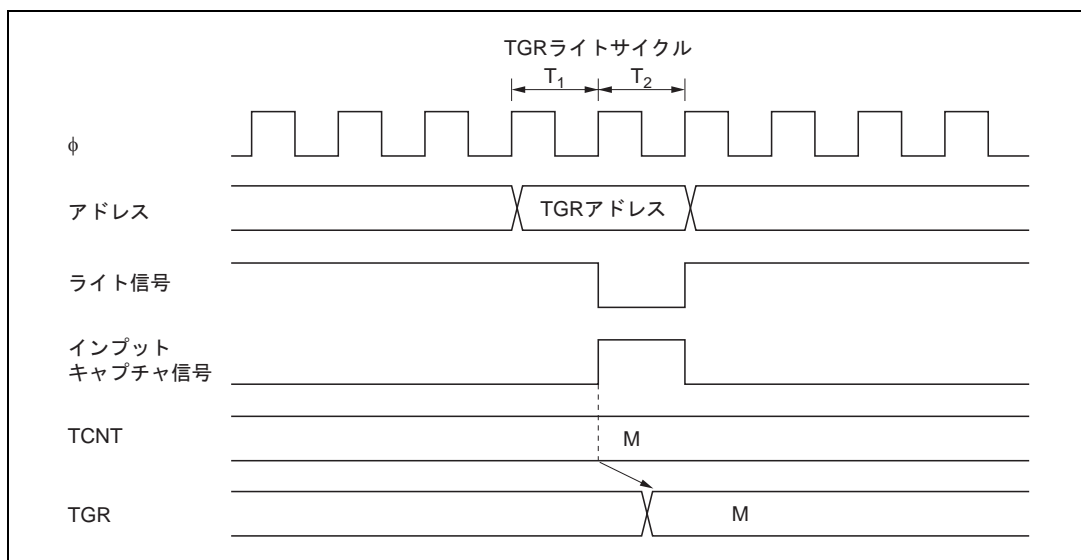 TGRライトサイクル
T1 T2
φ
アドレス
TGRアドレス
ライト信号
インプット
キャプチャ信号
TCNT
M
TGR
M